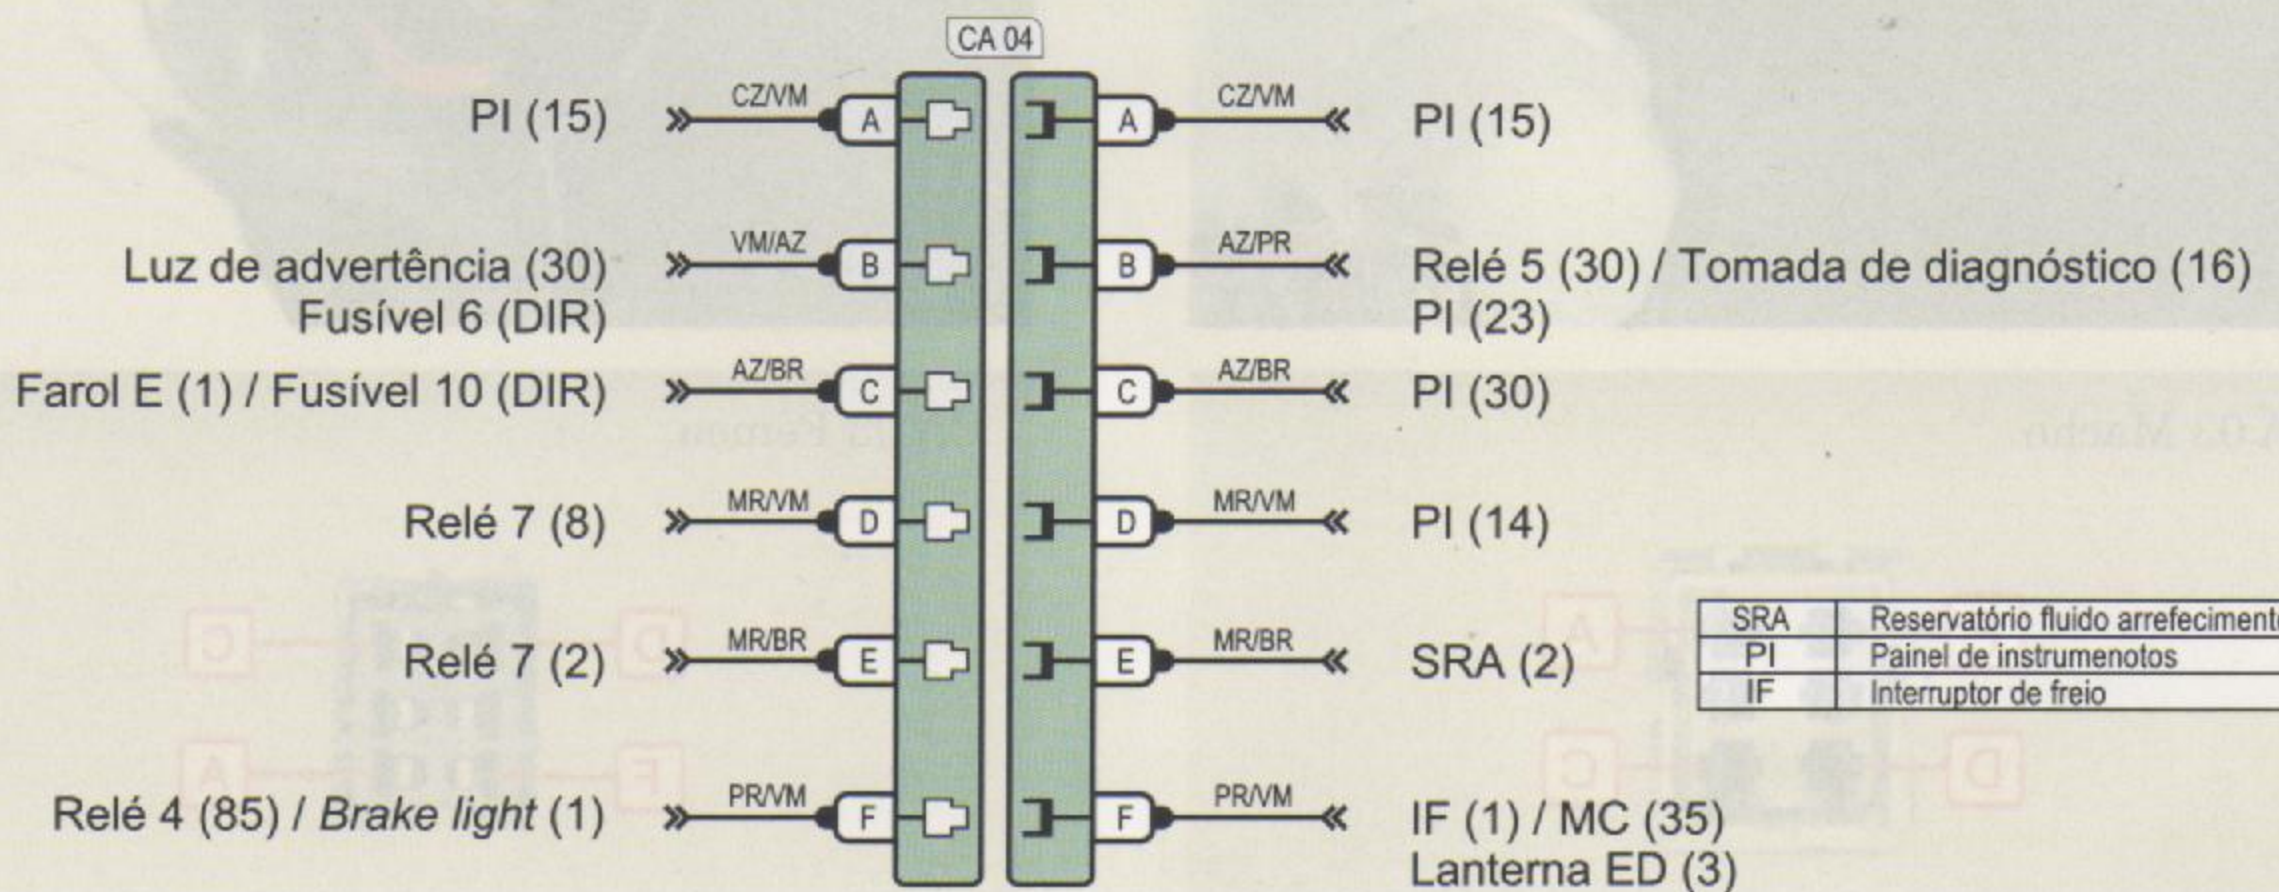 CA 04
PI (15) CZ/VM A A CZ/VM PI (15)
Luz de advertência (30) VM/AZ B B AZ/PR Relé 5 (30) / Tomada de diagnóstico (16)
Fusível 6 (DIR) PI (23)
Farol E (1) / Fusível 10 (DIR) AZ/BR C C AZ/BR PI (30)
Relé 7 (8) MR/VM D D MR/VM PI (14)
Relé 7 (2) MR/BR E E MR/BR SRA (2)
SRA Reservatório fluido arrefecimento
PI Painel de instrumenotos
IF Interruptor de freio
Relé 4 (85) / Brake light (1) PR/VM F F PR/VM IF (1) / MC (35)
Lanterna ED (3)